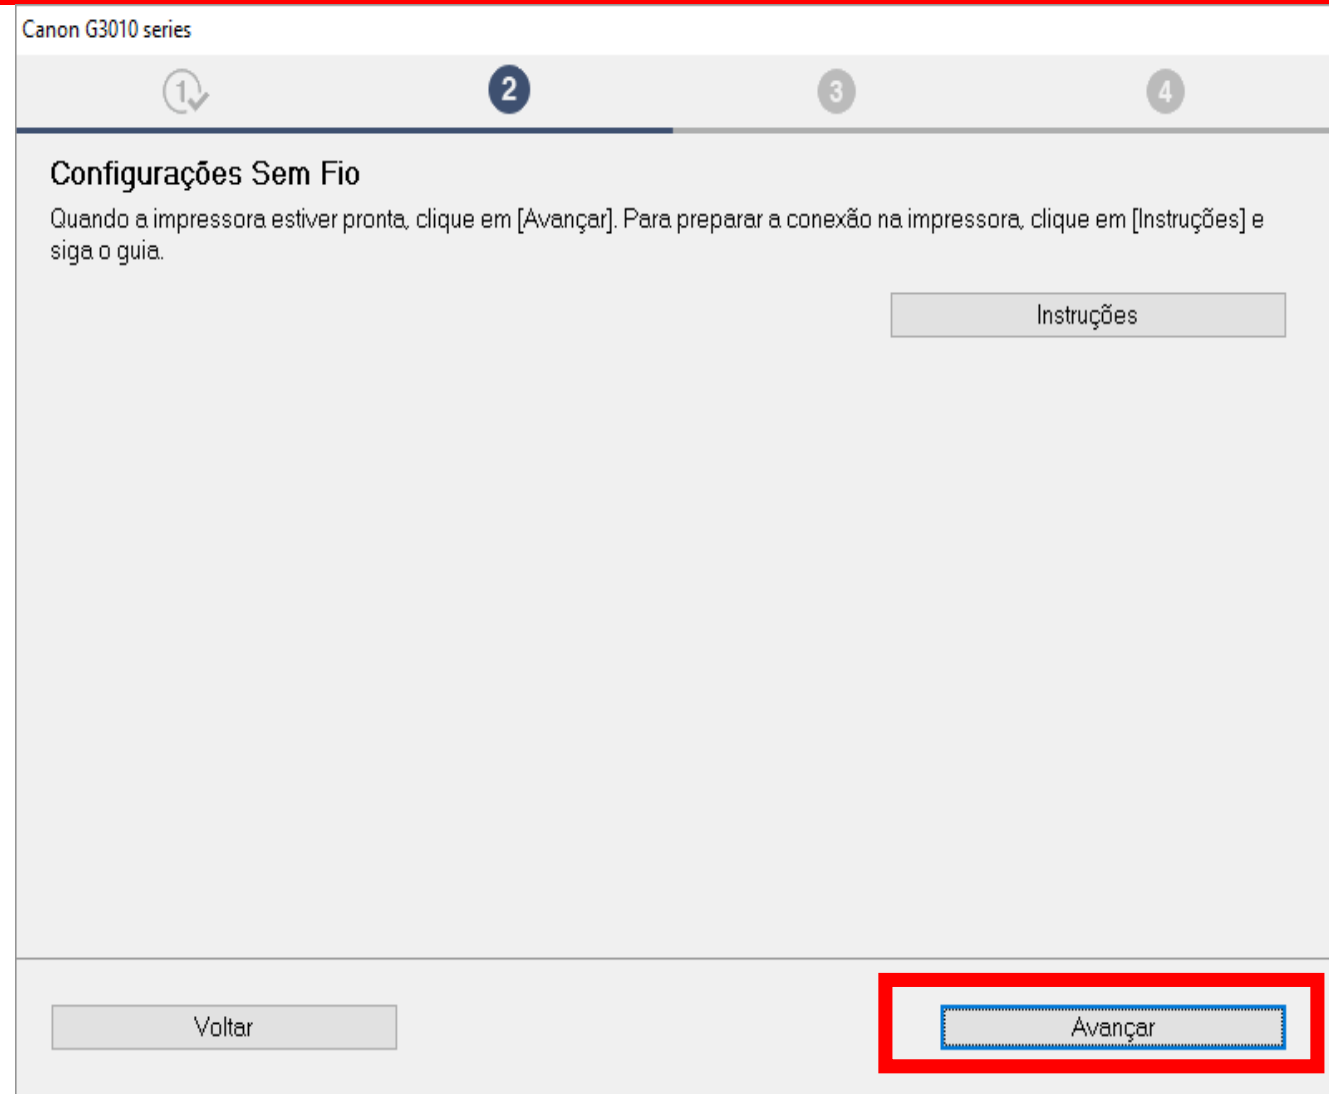 Canon G3010 series
1 2 3 4
Configurações Sem Fio
Quando a impressora estiver pronta, clique em [Avançar]. Para preparar a conexão na impressora, clique em [Instruções] e
siga o guia.
Instruções
Voltar Avançar